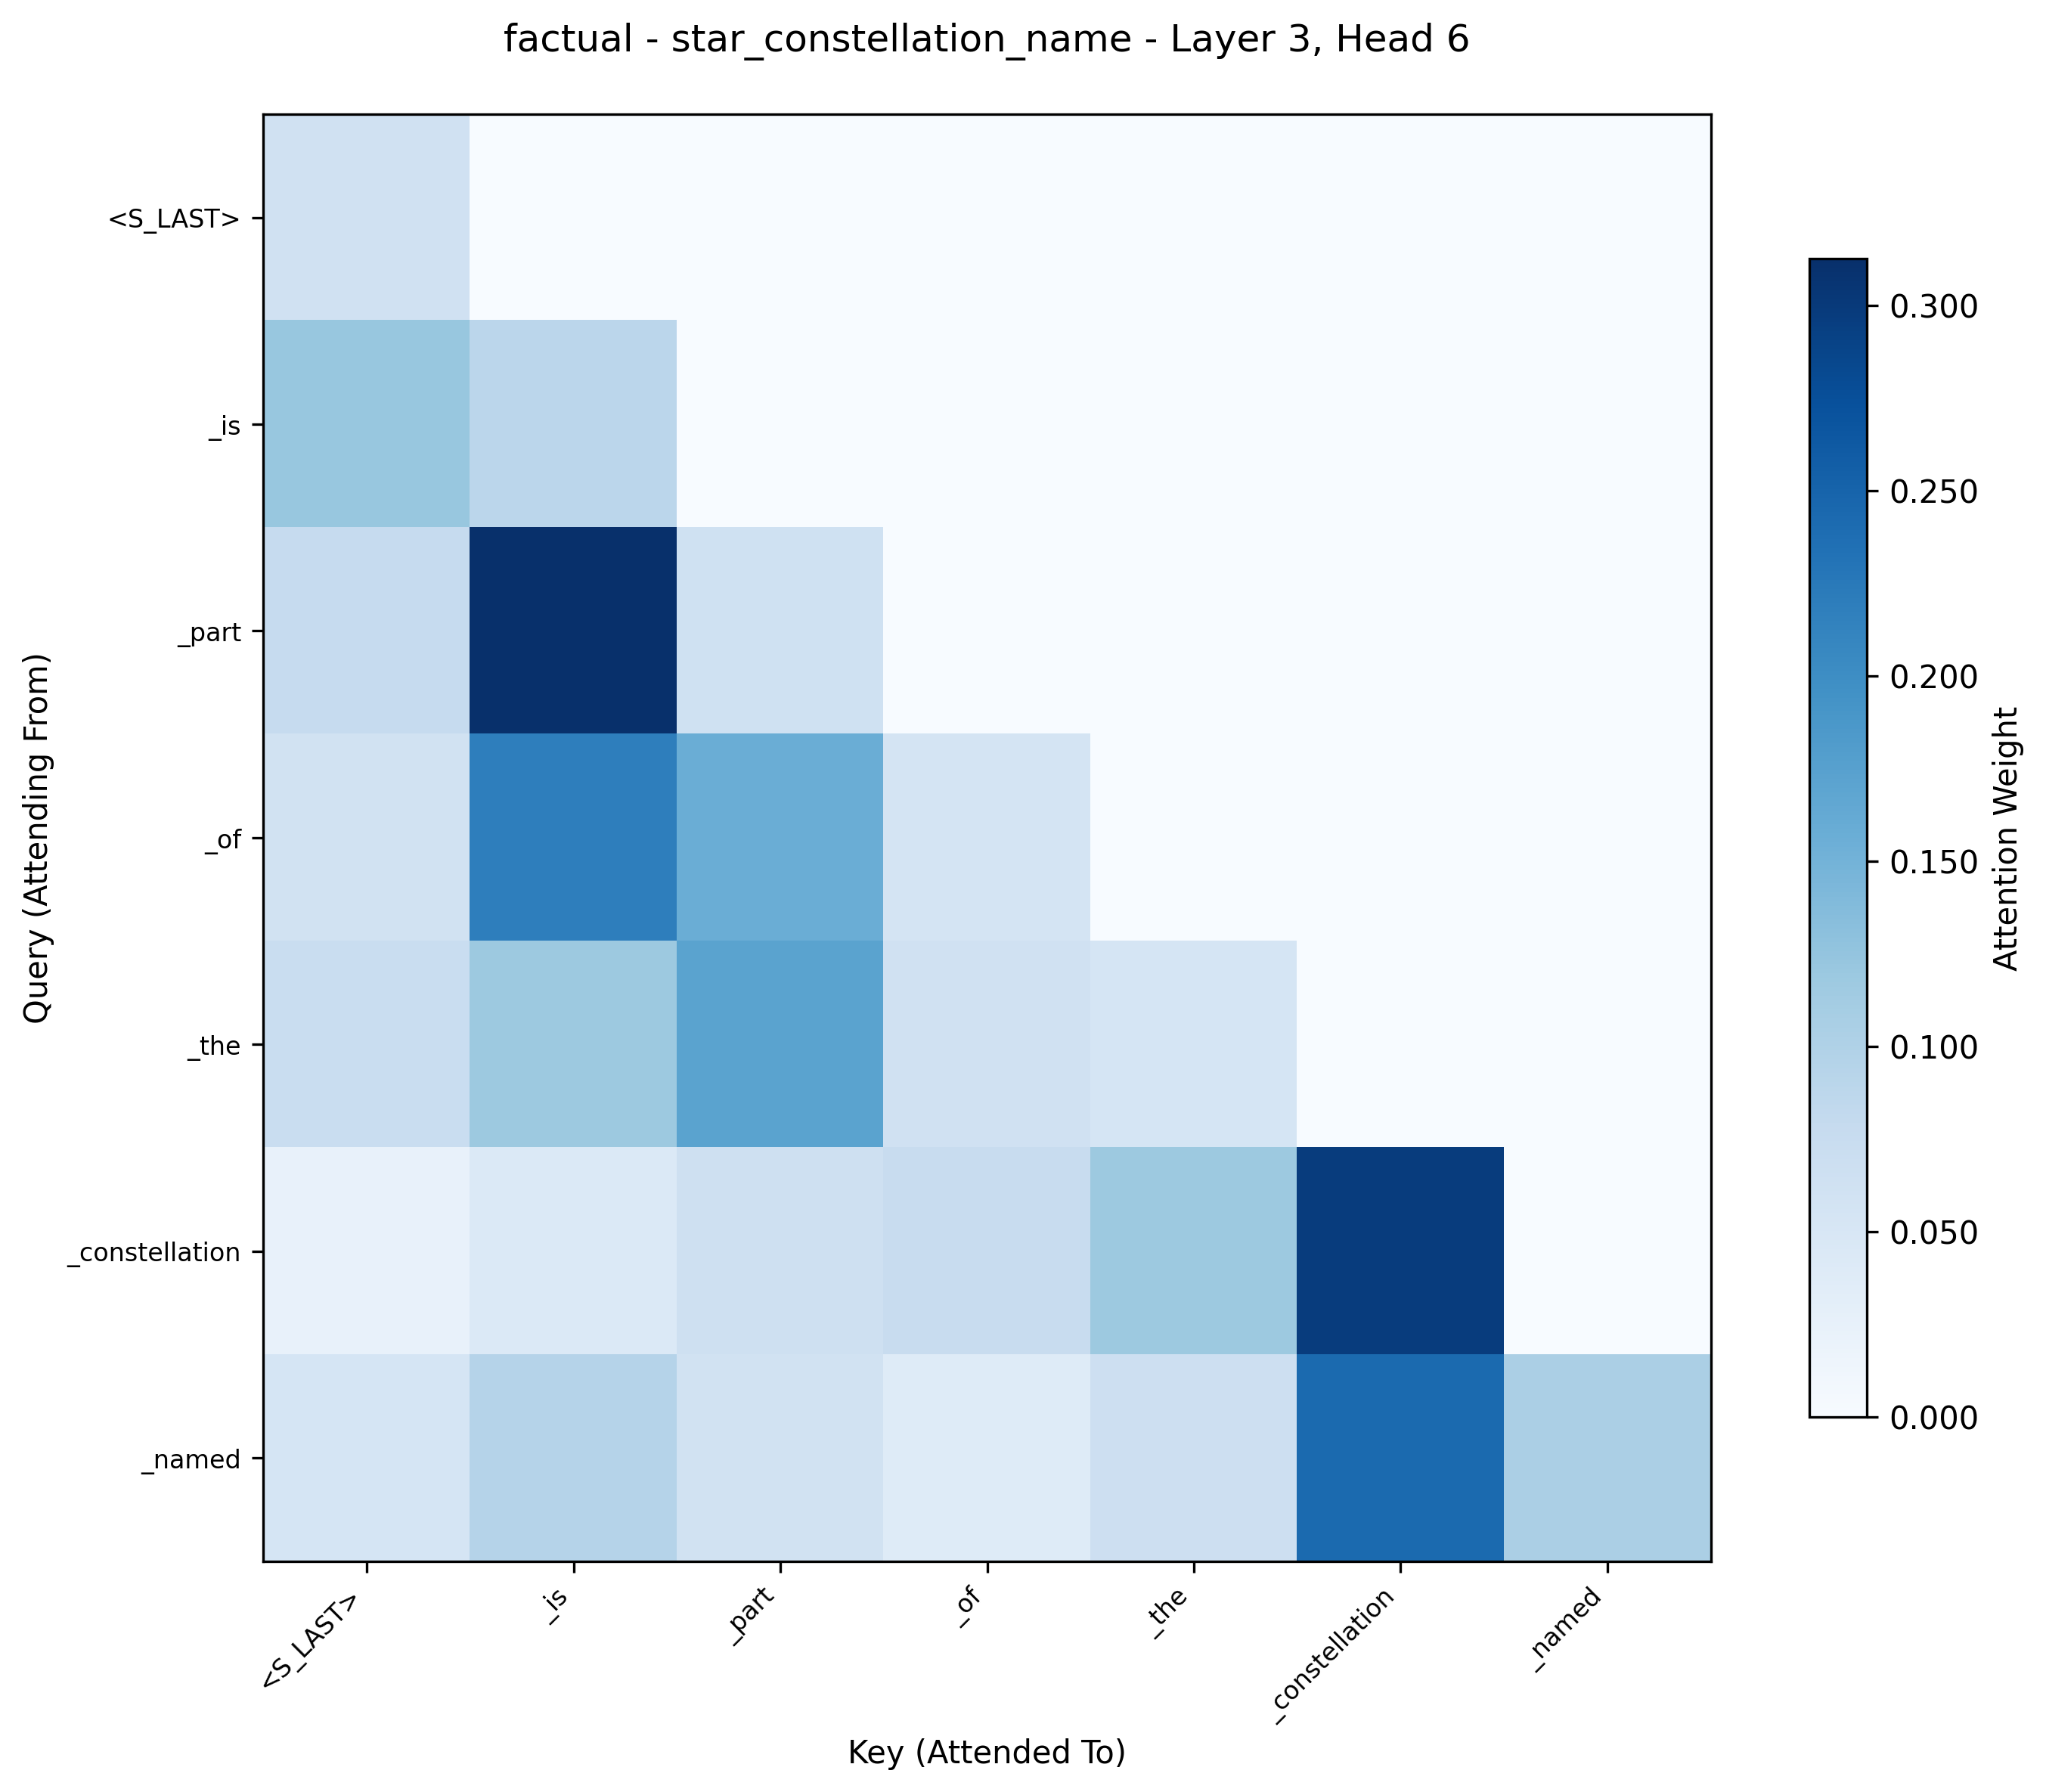 factual - star_constellation_name - Layer 3, Head 6
Query (Attending From)
<S_LAST>
_is
_part
_of
_the
_constellation
_named
<S_LAST>
_is
_part
_of
_the
_constellation
_named
Key (Attended To)
0.300
0.250
0.200
0.150
0.100
0.050
0.000
Attention Weight